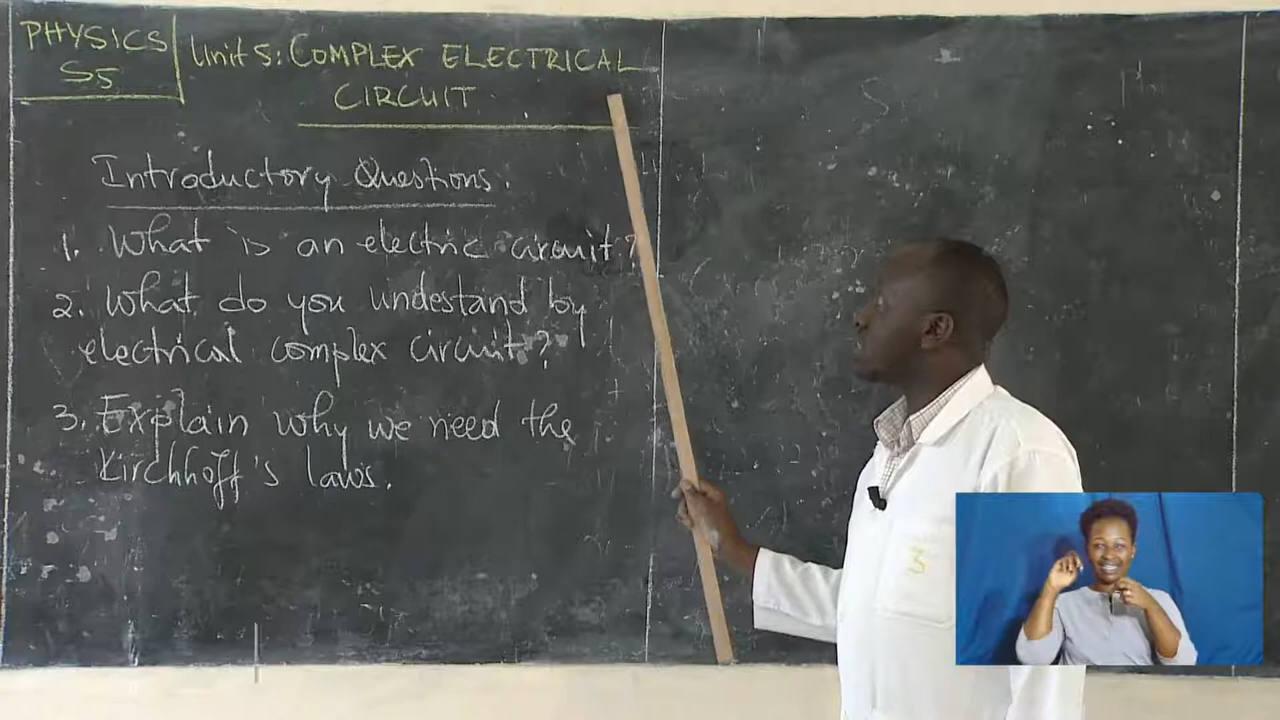 PHYSICS
S5
Unit 5: COMPLEX ELECTRICAL
CIRCUIT
Introductory Questions.
1. What is an electric circuit?
2. What do you undestand by
electrical complex circuit?
3. Explain why we need the
Kirchhoff's laws.